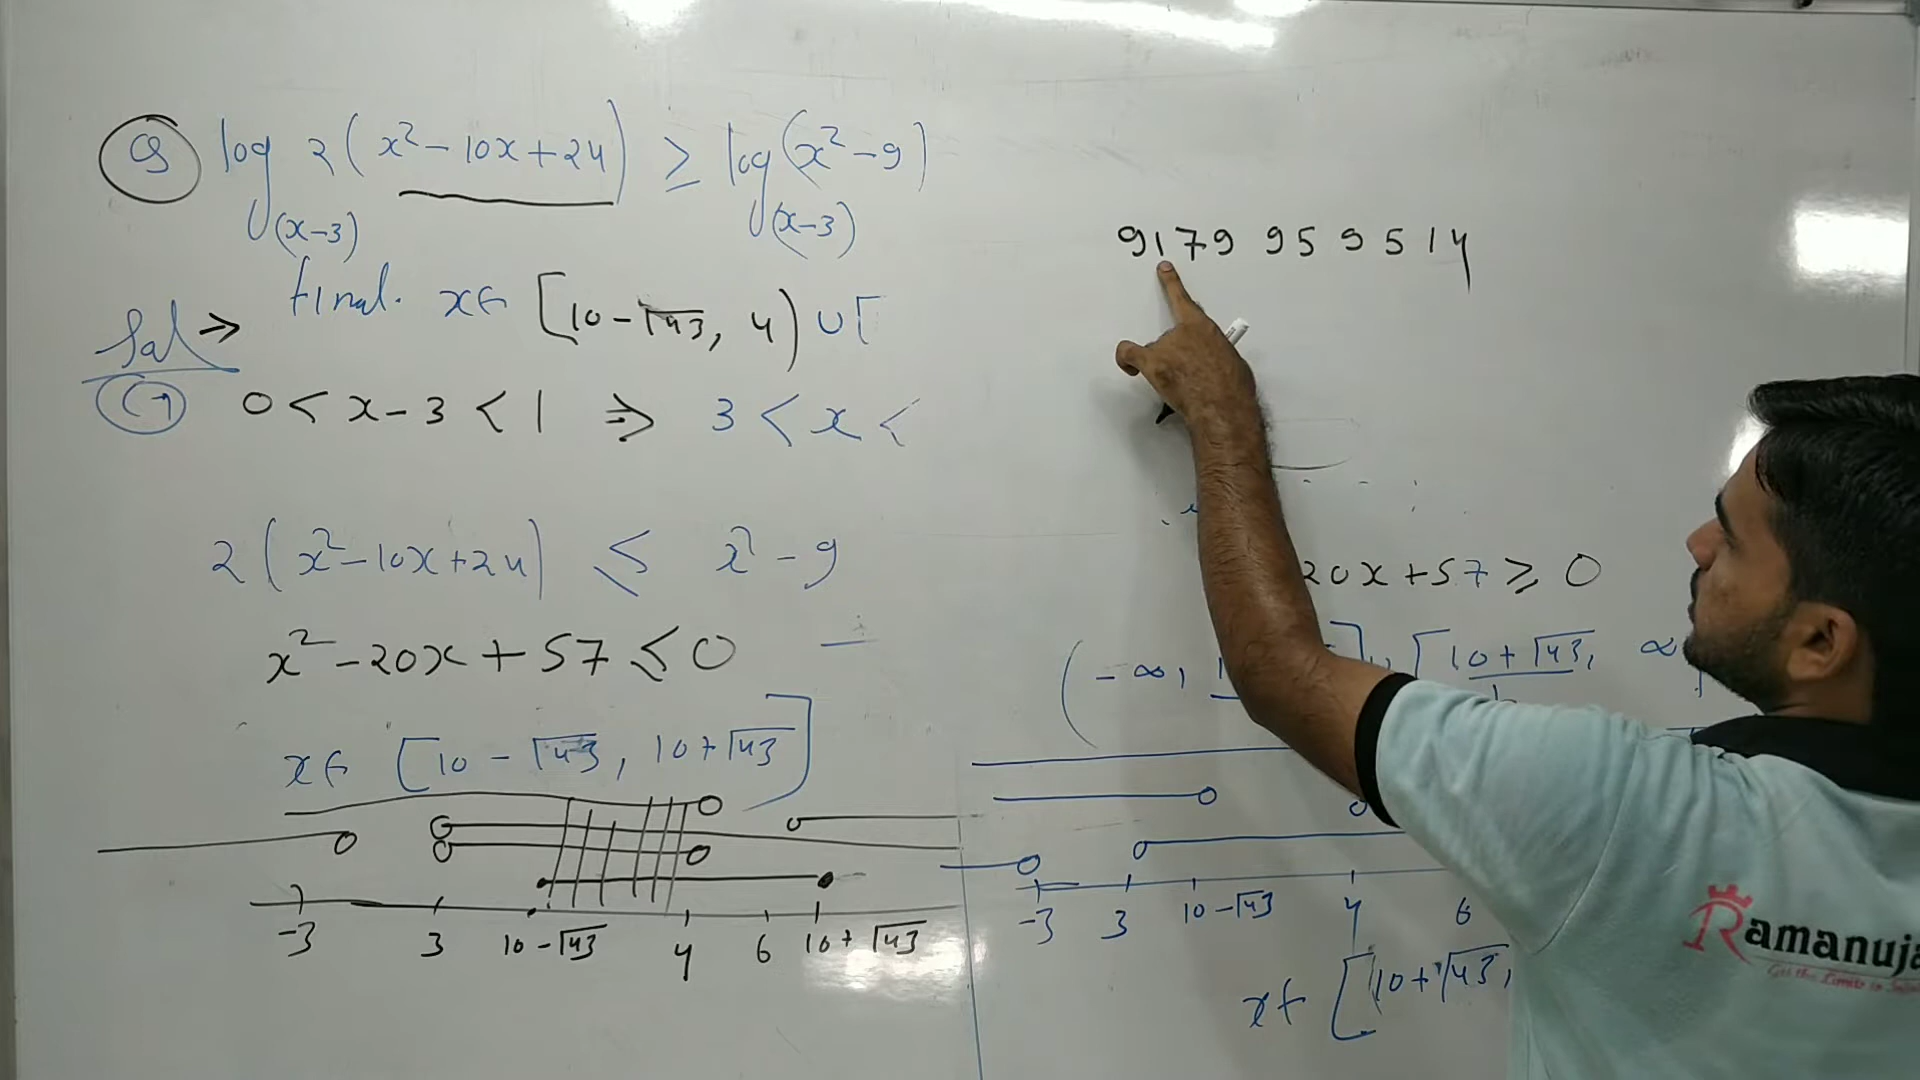 Q log(x-3) 2(x²-10x+24) ≥ log(x-3) (x²-9)
Sol ⇒ final. x∈ [10-√43, 4) ∪ [
0 < x-3 < 1 ⇒ 3 < x <
2(x²-10x+24) ≤ x²-9
x²-20x+57 ≤ 0
x∈ [10-√43, 10+√43]
-3 3 10-√43 4 6 10+√43
9179 959514
20x+57 ≥ 0
(-∞, ] ∪ [10+√43, ∞
-3 3 10-√43 4 6
x∈ [10+√43,
Ramanuja